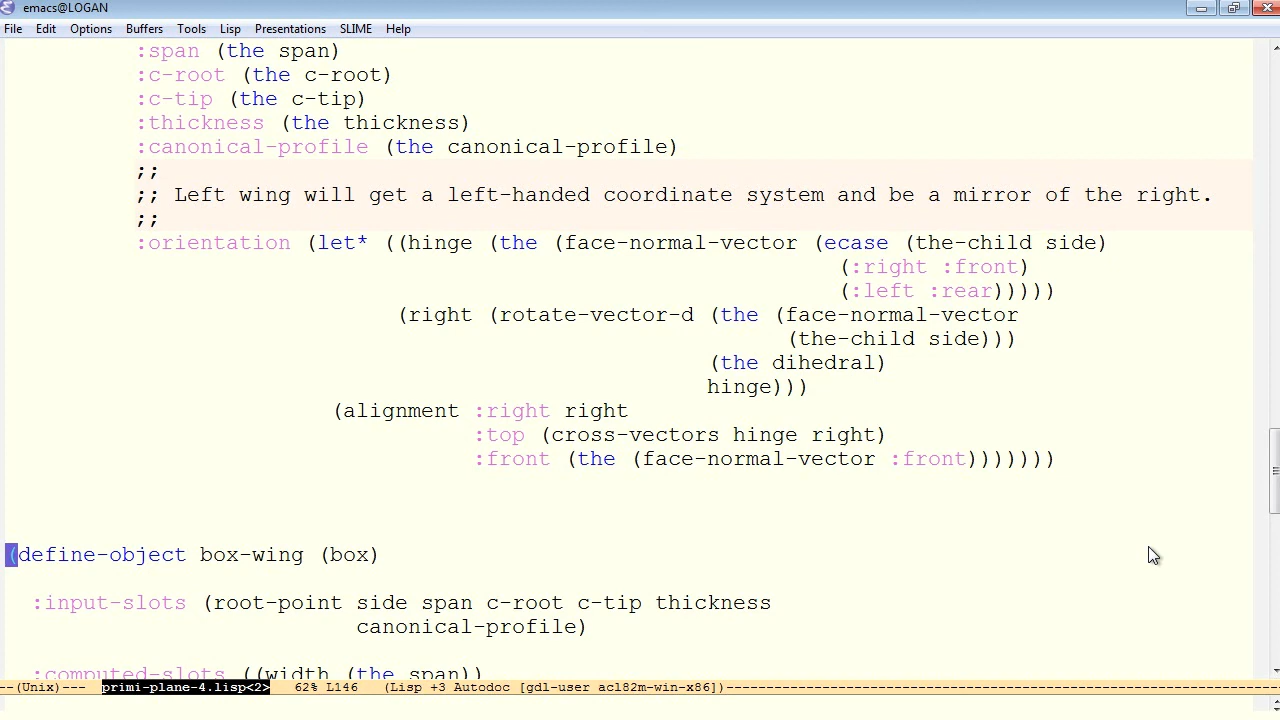 emacs@LOGAN
File Edit Options Buffers Tools Lisp Presentations SLIME Help
:span (the span)
:c-root (the c-root)
:c-tip (the c-tip)
:thickness (the thickness)
:canonical-profile (the canonical-profile)
;;
;; Left wing will get a left-handed coordinate system and be a mirror of the right.
;;
:orientation (let* ((hinge (the (face-normal-vector (ecase (the-child side)
(:right :front)
(:left :rear)))))
(right (rotate-vector-d (the (face-normal-vector
(the-child side)))
(the dihedral)
hinge)))
(alignment :right right
:top (cross-vectors hinge right)
:front (the (face-normal-vector :front)))))))
(define-object box-wing (box)
:input-slots (root-point side span c-root c-tip thickness
canonical-profile)
:computed-slots ((width (the span))
--(Unix)--- primi-plane-4.lisp<2> 62% L146 (Lisp +3 Autodoc [gdl-user acl82m-win-x86])--------------------------------